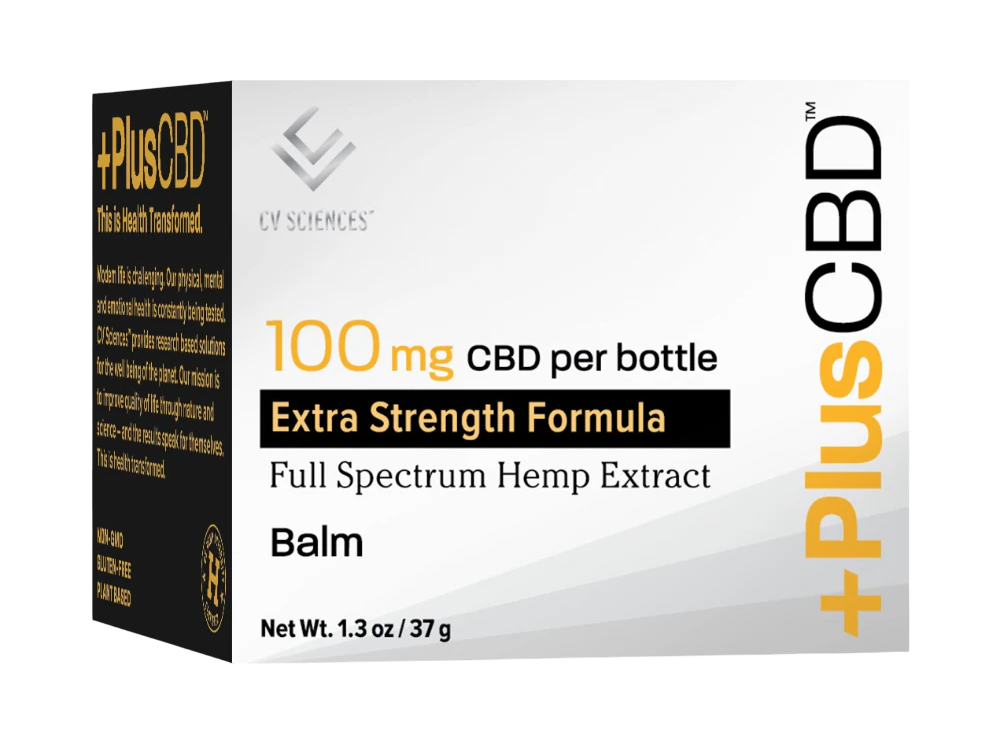 +PlusCBD™
This is Health Transformed.
Modern life is challenging. Our physical, mental
and emotional health is constantly being tested.
CV Sciences™ provides research based solutions
for the well being of the planet. Our mission is
to improve quality of life through nature and
science – and the results speak for themselves.
This is health transformed.
NON-GMO
GLUTEN-FREE
PLANT BASED
H
CV SCIENCES™
100 mg CBD per bottle
Extra Strength Formula
Full Spectrum Hemp Extract
Balm
Net Wt. 1.3 oz / 37 g
+PlusCBD™